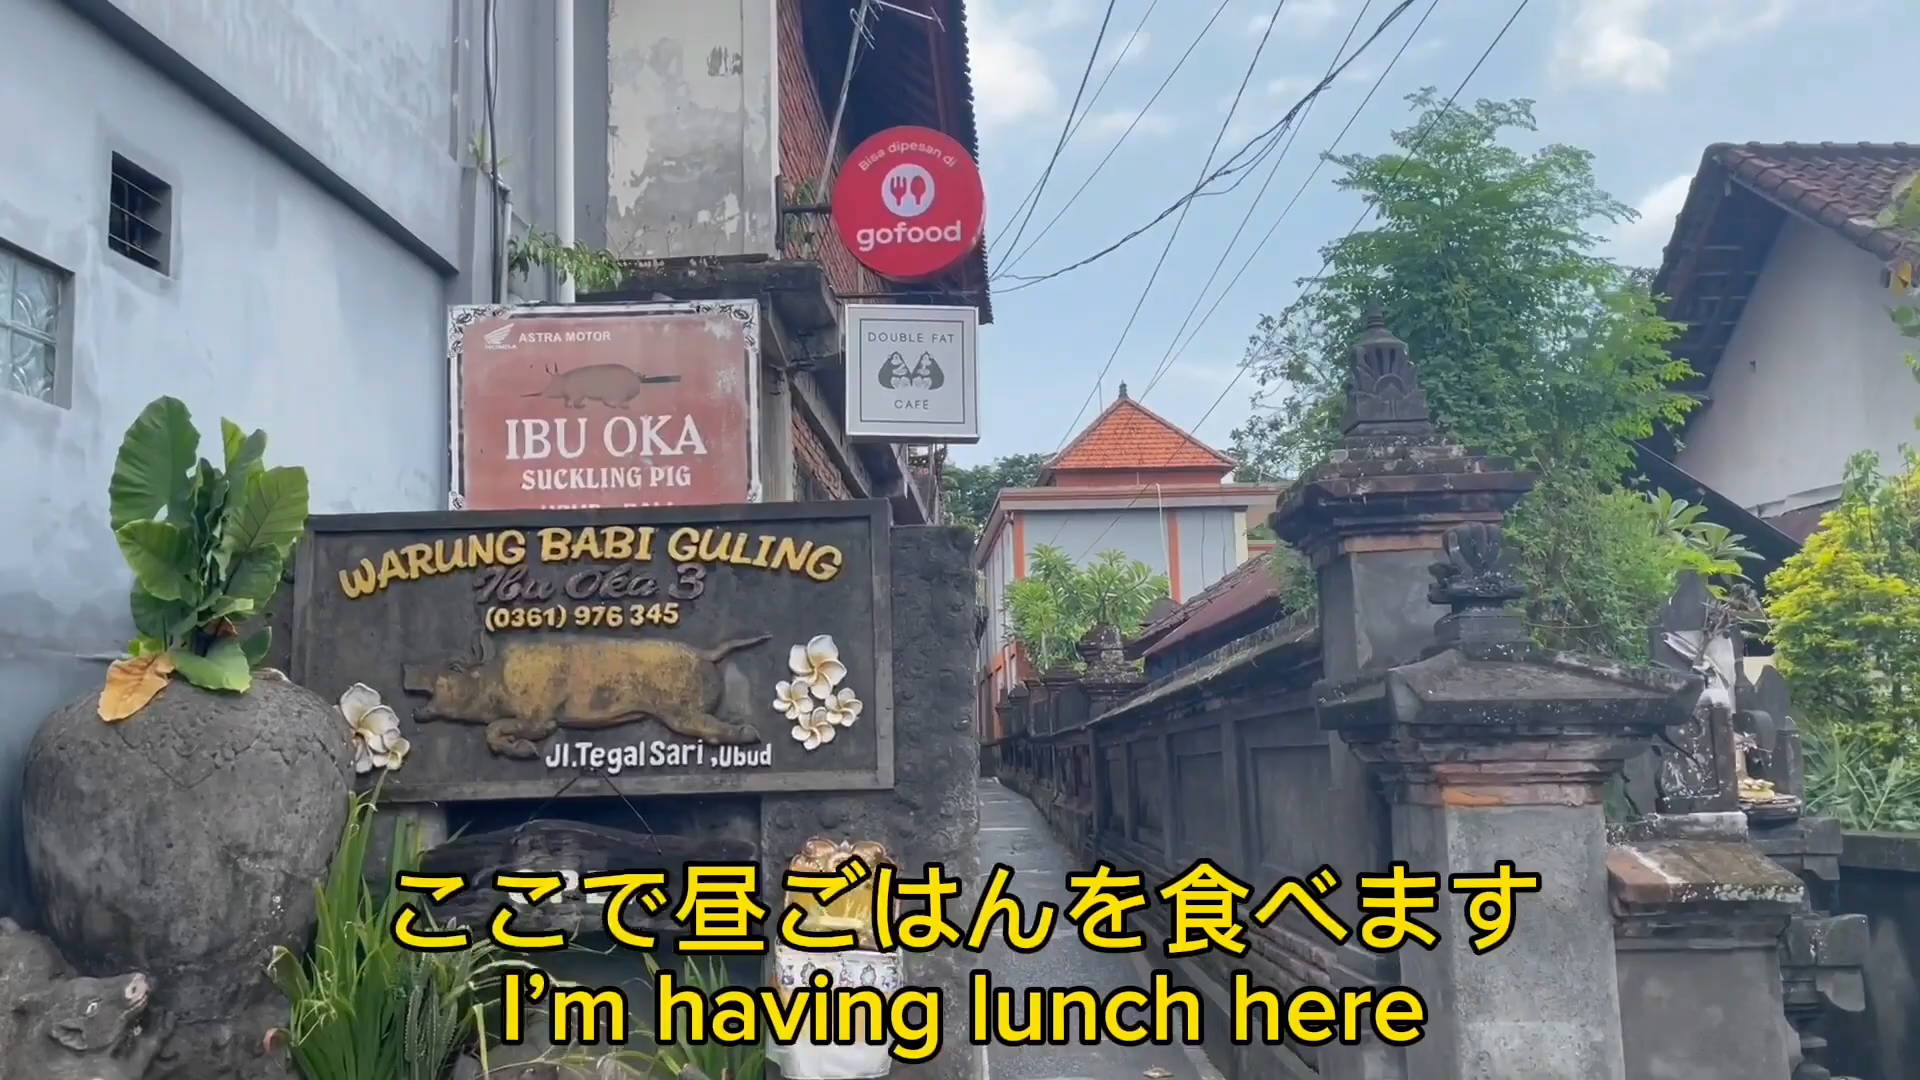 Bisa dipesan di
gofood
DOUBLE FAT
CAFE
HONDA
ASTRA MOTOR
IBU OKA
SUCKLING PIG
WARUNG BABI GULING
Ibu Oka 3
(0361) 976 345
Jl.Tegal Sari ,Ubud
ここで昼ごはんを食べます
I’m having lunch here